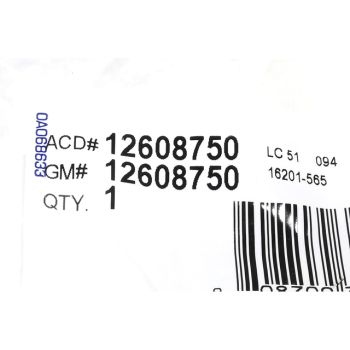 OA068633
ACD# 12608750
GM# 12608750
QTY. 1
LC 51 094
16201-565